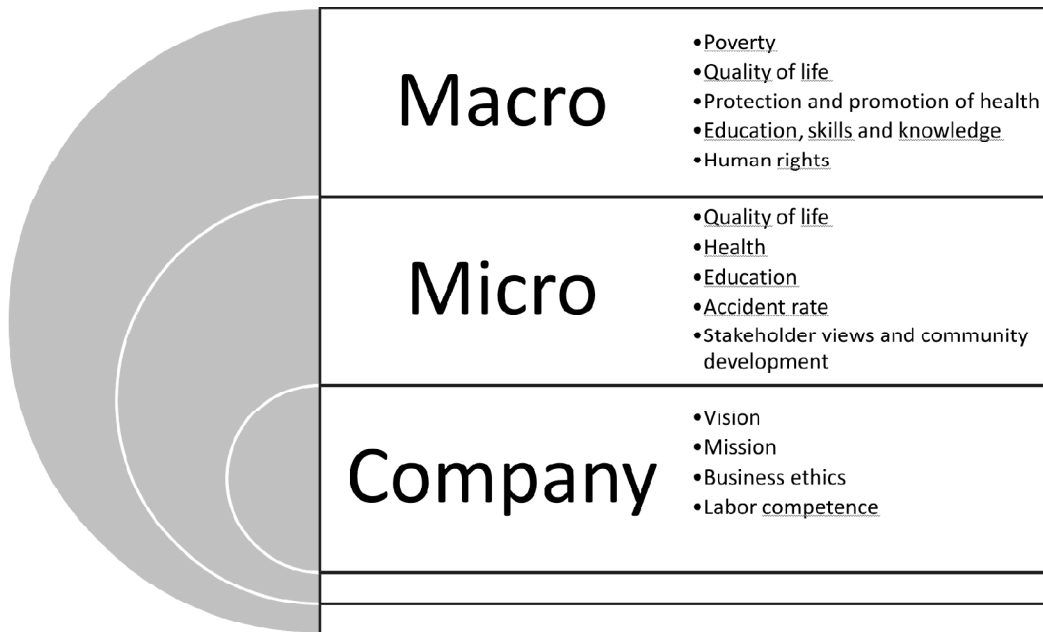 Macro
•Poverty
•Quality of life
•Protection and promotion of health
•Education, skills and knowledge
•Human rights
Micro
•Quality of life
•Health
•Education
•Accident rate
•Stakeholder views and community
development
Company
•Vision
•Mission
•Business ethics
•Labor competence